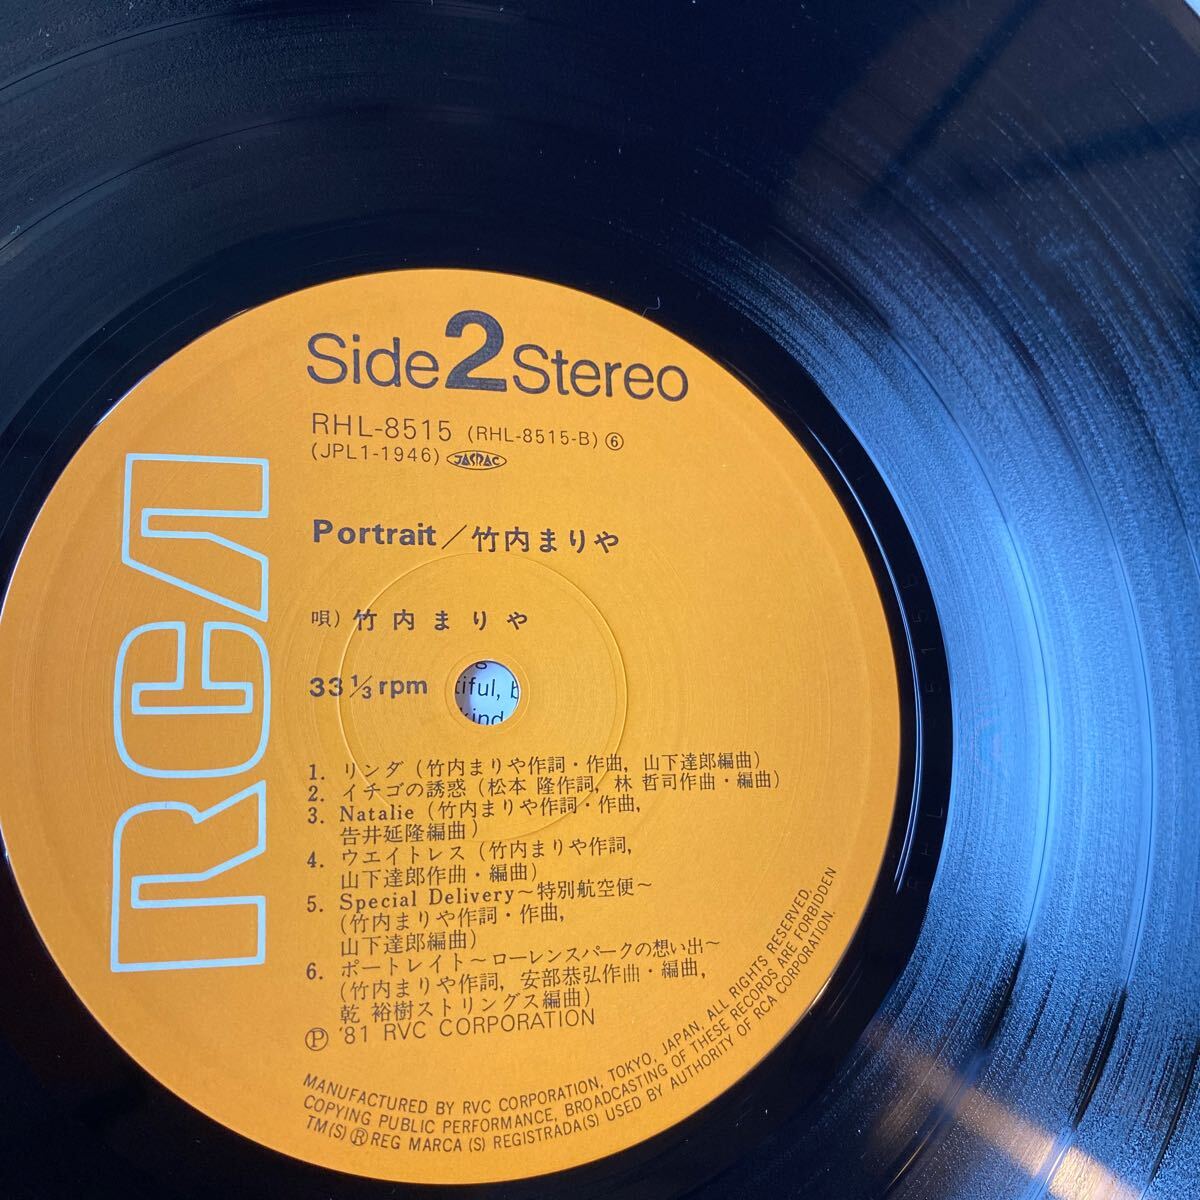 Side 2 Stereo
RHL-8515 (RHL-8515-B) ⑥
(JPL1-1946) JASRAC
Portrait／竹内まりや
唄) 竹内まりや
33 1/3 rpm
tiful, b
kind
1. リンダ (竹内まりや作詞・作曲, 山下達郎編曲)
2. イチゴの誘惑 (松本 隆作詞, 林 哲司作曲・編曲)
3. Natalie (竹内まりや作詞・作曲,
告井延隆編曲)
4. ウエイトレス (竹内まりや作詞,
山下達郎作曲・編曲)
5. Special Delivery～特別航空便～
(竹内まりや作詞・作曲,
山下達郎編曲)
6. ポートレイト～ローレンスパークの想い出～
(竹内まりや作詞, 安部恭弘作曲・編曲,
乾 裕樹ストリングス編曲)
Ⓟ '81 RVC CORPORATION
MANUFACTURED BY RVC CORPORATION, TOKYO, JAPAN, ALL RIGHTS RESERVED,
COPYING PUBLIC PERFORMANCE, BROADCASTING OF THESE RECORDS ARE FORBIDDEN
TM(S) ® REG MARCA (S) REGISTRADA(S) USED BY AUTHORITY OF RCA CORPORATION.
RCA